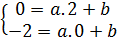 0 = a.2 + b
−2 = a.0 + b